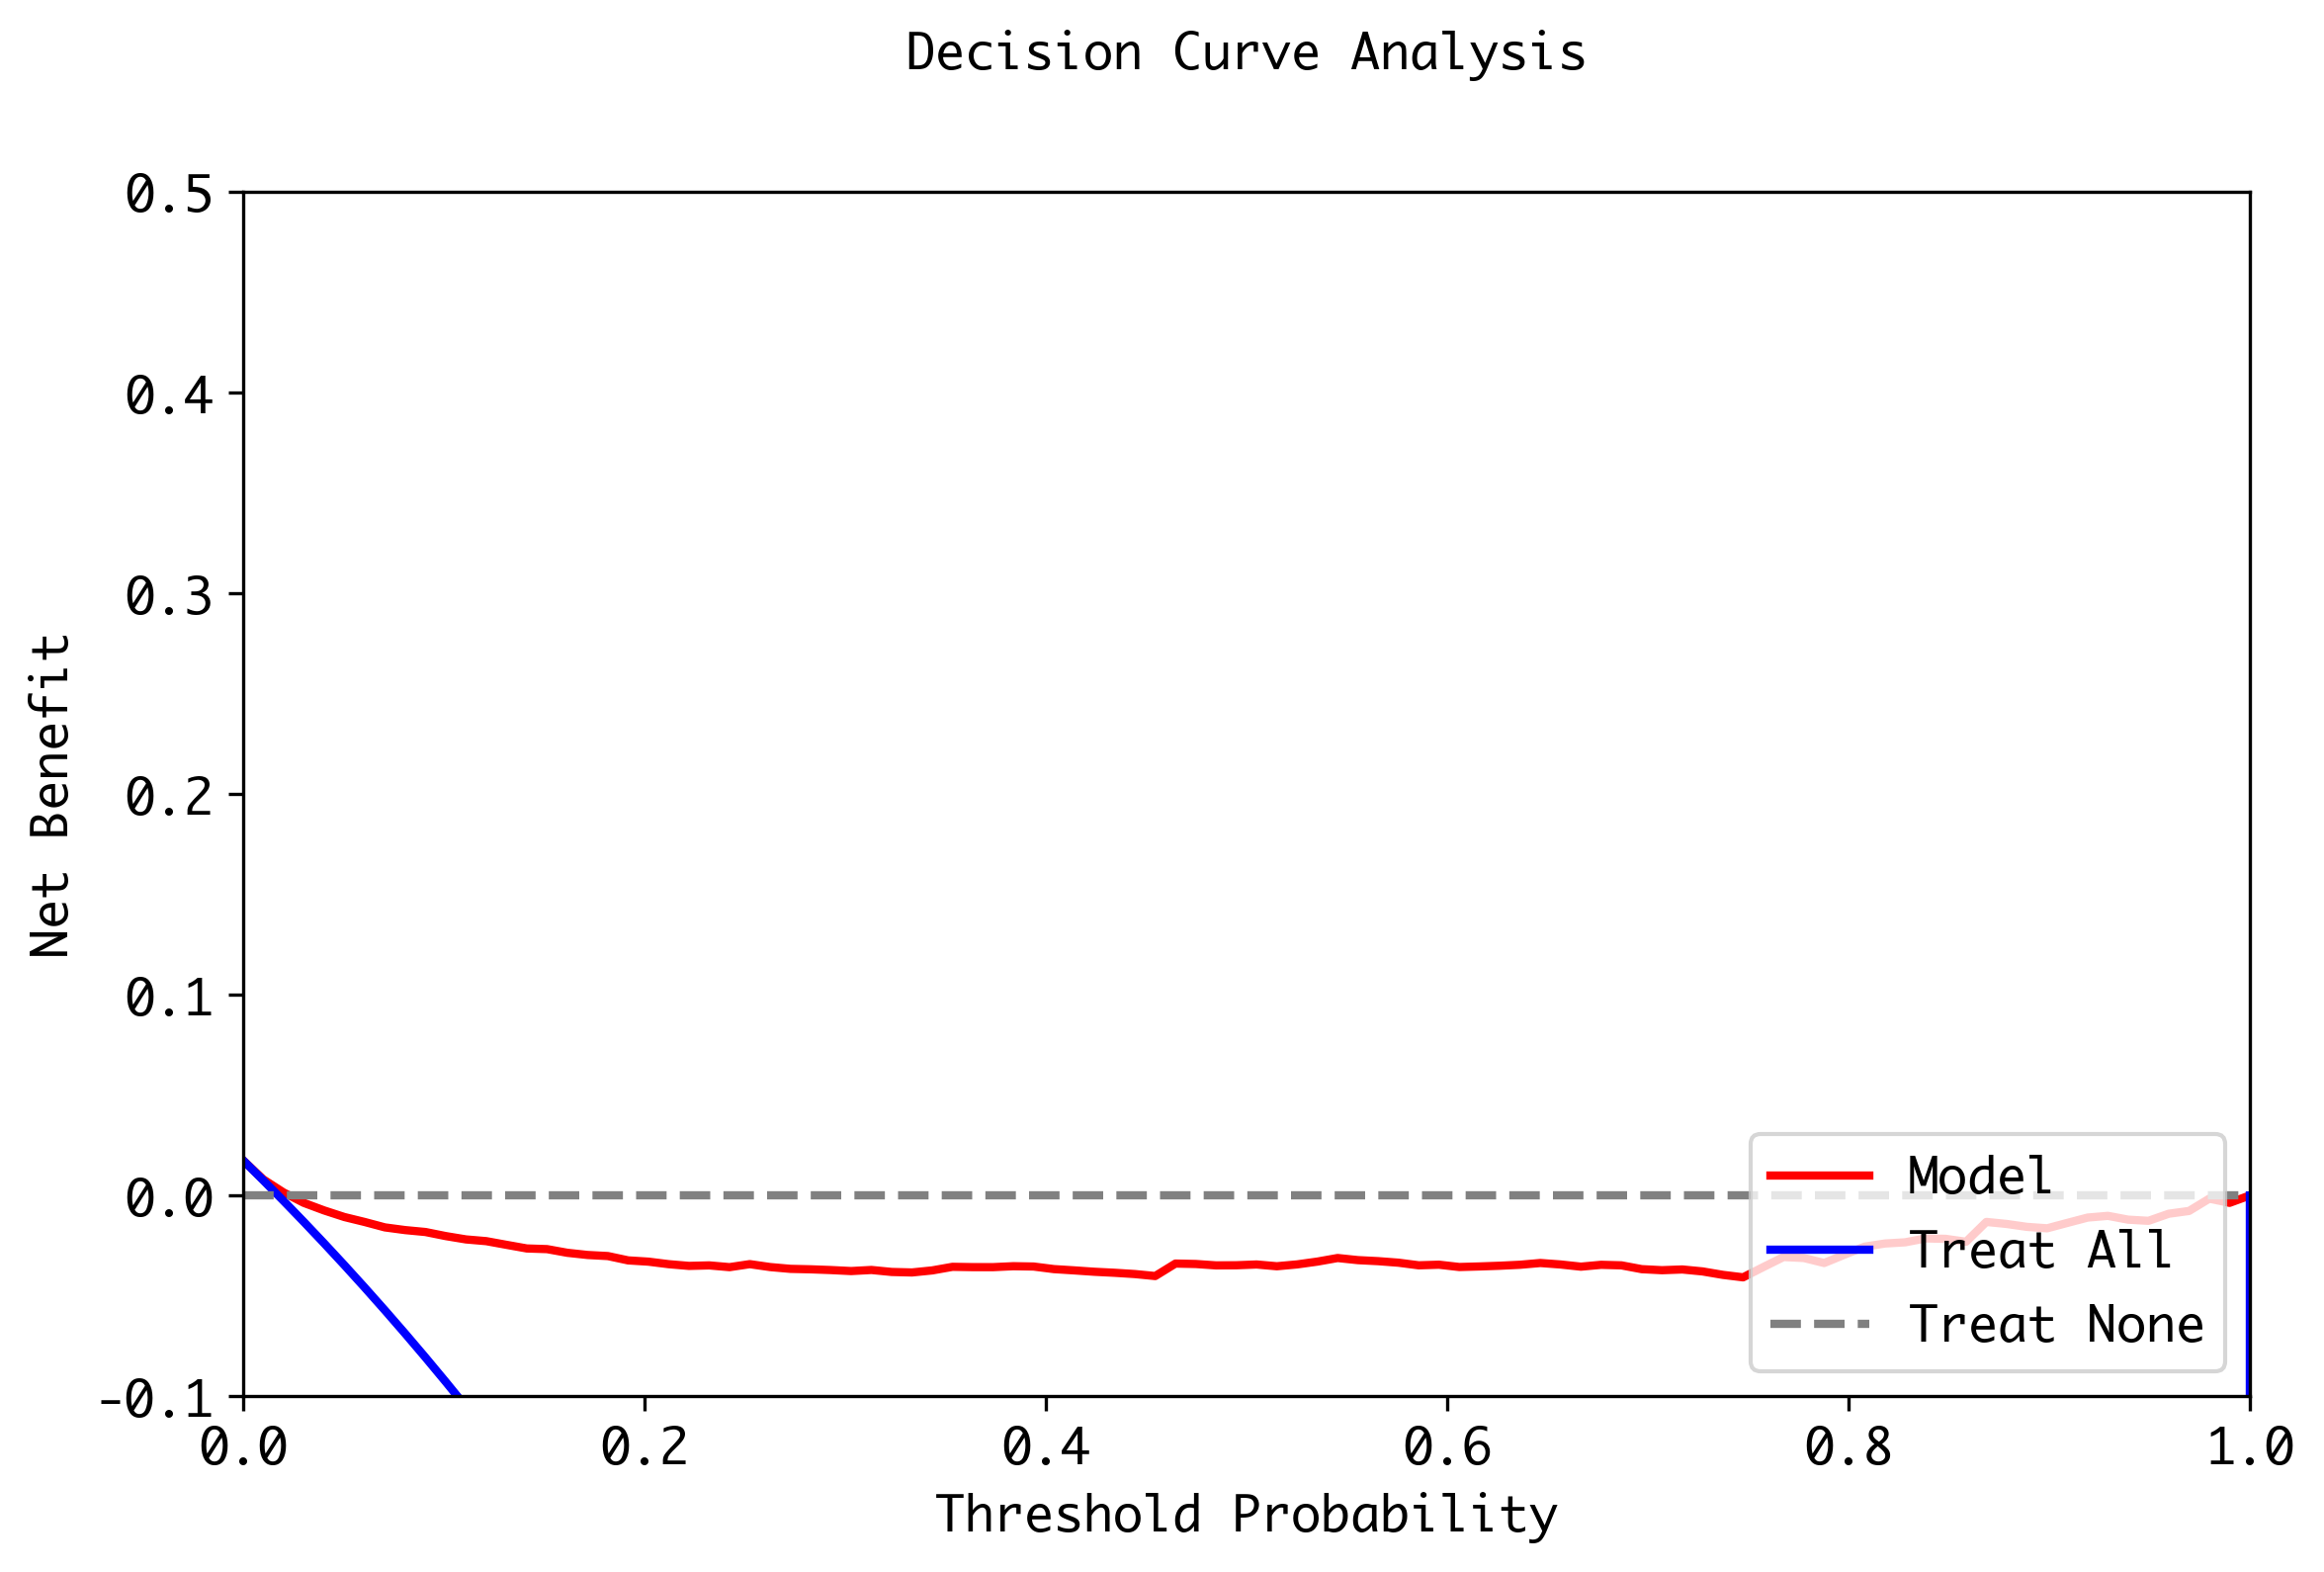 Decision Curve Analysis
0.5
0.4
0.3
0.2
0.1
0.0
-0.1
Net Benefit
Model
Treat All
Treat None
0.0 0.2 0.4 0.6 0.8 1.0
Threshold Probability